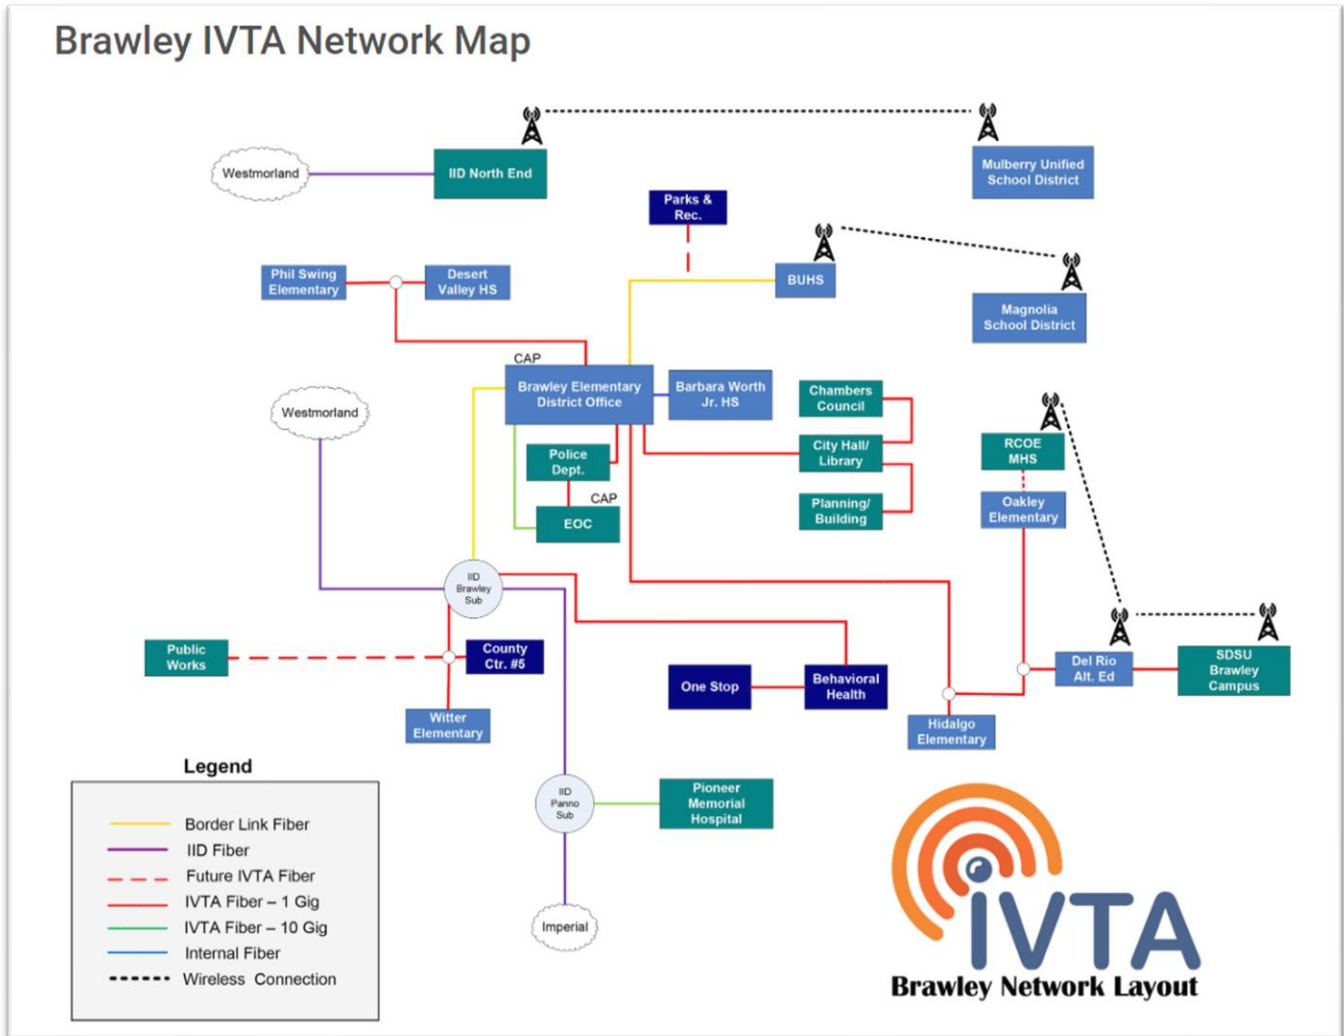 Brawley IVTA Network Map
Westmorland
IID North End
Mulberry Unified
School District
Parks &
Rec.
Phil Swing
Elementary
Desert
Valley HS
BUHS
Magnolia
School District
CAP
Brawley Elementary
District Office
Barbara Worth
Jr. HS
Chambers
Council
Westmorland
Police
Dept.
City Hall/
Library
RCOE
MHS
CAP
EOC
Planning/
Building
Oakley
Elementary
IID
Brawley
Sub
Public
Works
County
Ctr. #5
One Stop
Behavioral
Health
Del Rio
Alt. Ed
SDSU
Brawley
Campus
Witter
Elementary
Hidalgo
Elementary
IID
Panno
Sub
Pioneer
Memorial
Hospital
Imperial
Legend
Border Link Fiber
IID Fiber
Future IVTA Fiber
IVTA Fiber – 1 Gig
IVTA Fiber – 10 Gig
Internal Fiber
Wireless Connection
iVTA
Brawley Network Layout